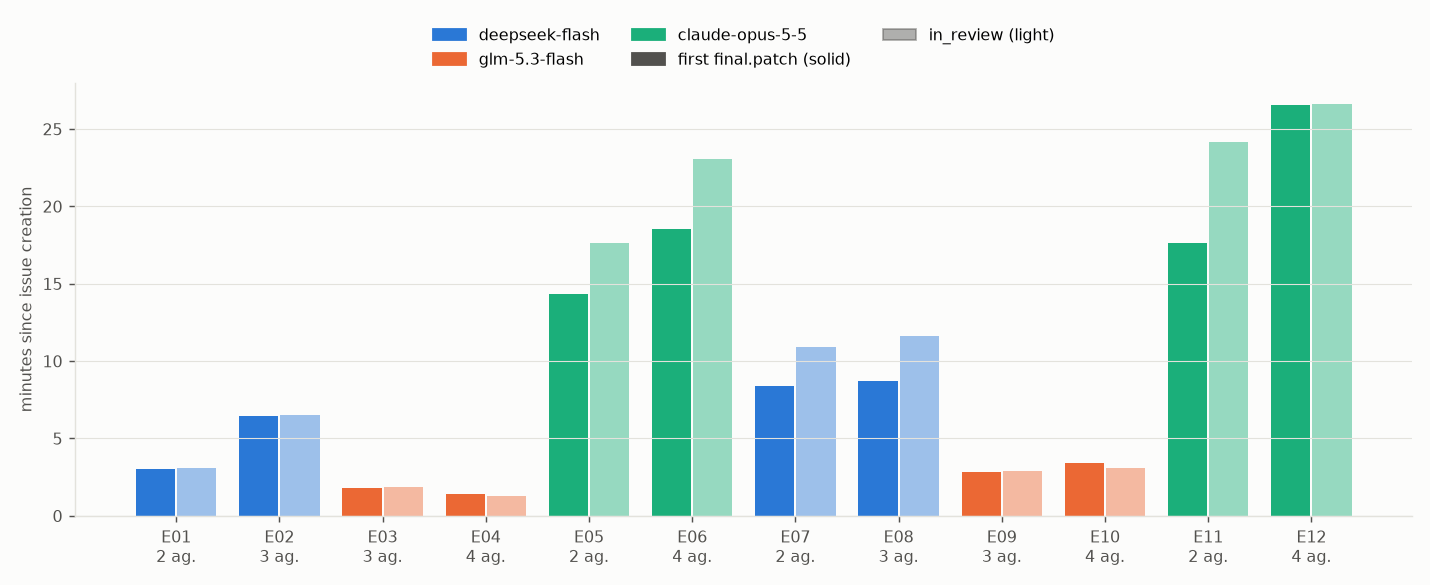 deepseek-flash
glm-5.3-flash
claude-opus-5-5
first final.patch (solid)
in_review (light)
minutes since issue creation
25
20
15
10
5
0
E01 E02 E03 E04 E05 E06 E07 E08 E09 E10 E11 E12
2 ag. 3 ag. 3 ag. 4 ag. 2 ag. 4 ag. 2 ag. 3 ag. 3 ag. 4 ag. 2 ag. 4 ag.